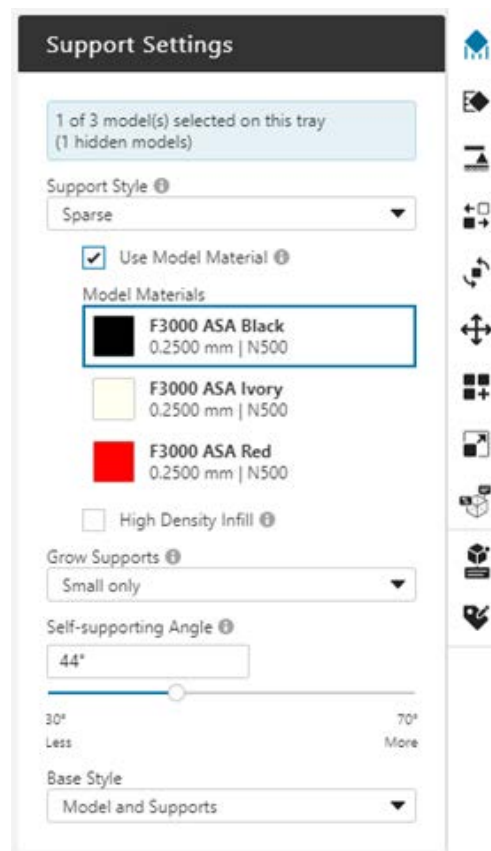 Support Settings
1 of 3 model(s) selected on this tray
(1 hidden models)
Support Style
Sparse
Use Model Material
Model Materials
F3000 ASA Black
0.2500 mm | N500
F3000 ASA Ivory
0.2500 mm | N500
F3000 ASA Red
0.2500 mm | N500
High Density Infill
Grow Supports
Small only
Self-supporting Angle
44°
30° 70°
Less More
Base Style
Model and Supports